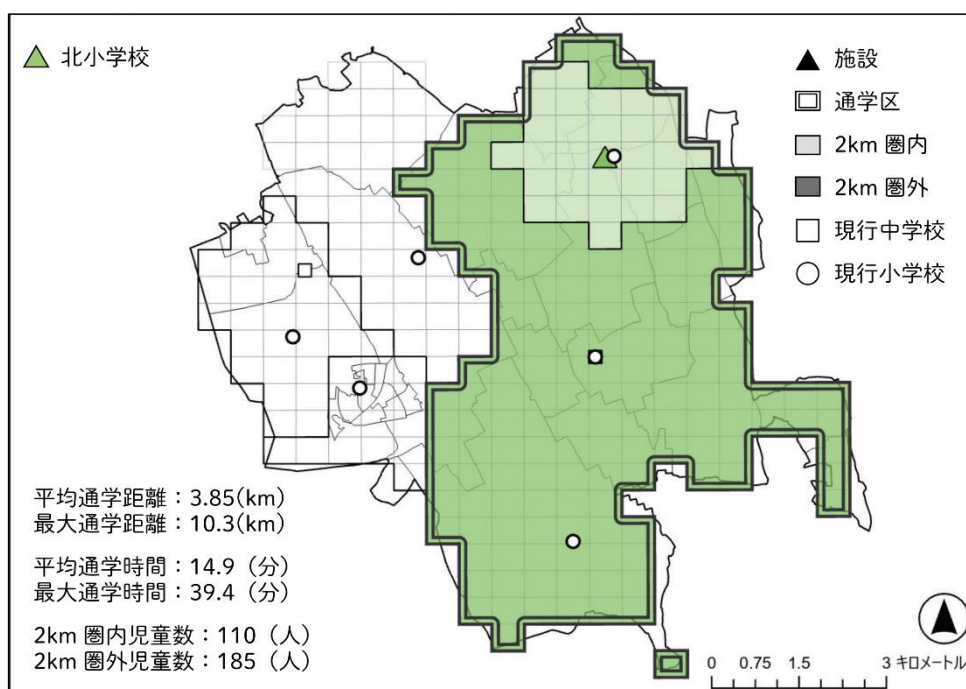 北小学校
施設
通学区
2km 圏内
2km 圏外
現行中学校
現行小学校
平均通学距離：3.85(km)
最大通学距離：10.3(km)
平均通学時間：14.9（分）
最大通学時間：39.4（分）
2km 圏内児童数：110（人）
2km 圏外児童数：185（人）
0 0.75 1.5 3 キロメートル